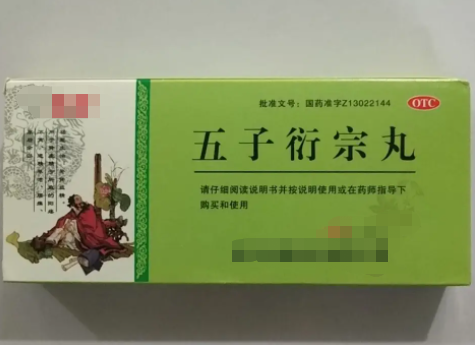 批准文号：国药准字Z13022144
OTC
五子衍宗丸
请仔细阅读说明书并按说明使用或在药师指导下
购买和使用